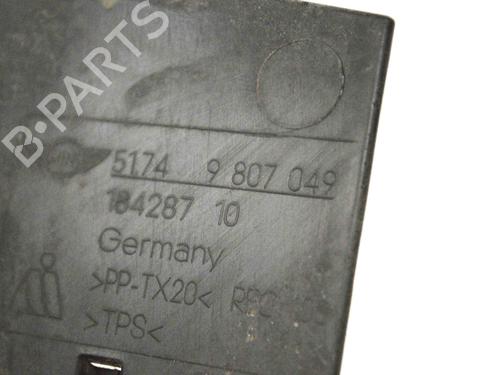 B-PARTS
5174 9 807 049
184287 10
Germany
>PP-TX20<
>TPS<